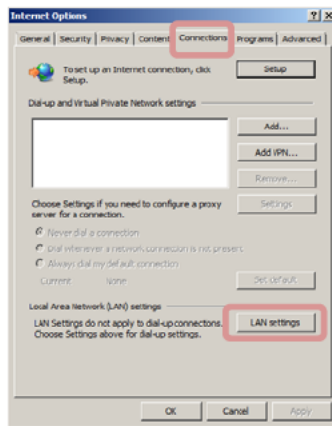 Internet Options
General Security Privacy Content Connections Programs Advanced
To set up an Internet connection, click
Setup.
Setup
Dial-up and Virtual Private Network settings
Add...
Add VPN...
Remove...
Choose Settings if you need to configure a proxy
server for a connection.
Settings
Never dial a connection
Dial whenever a network connection is not present
Always dial my default connection
Current None
Set default
Local Area Network (LAN) settings
LAN Settings do not apply to dial-up connections.
Choose Settings above for dial-up settings.
LAN settings
OK Cancel Apply